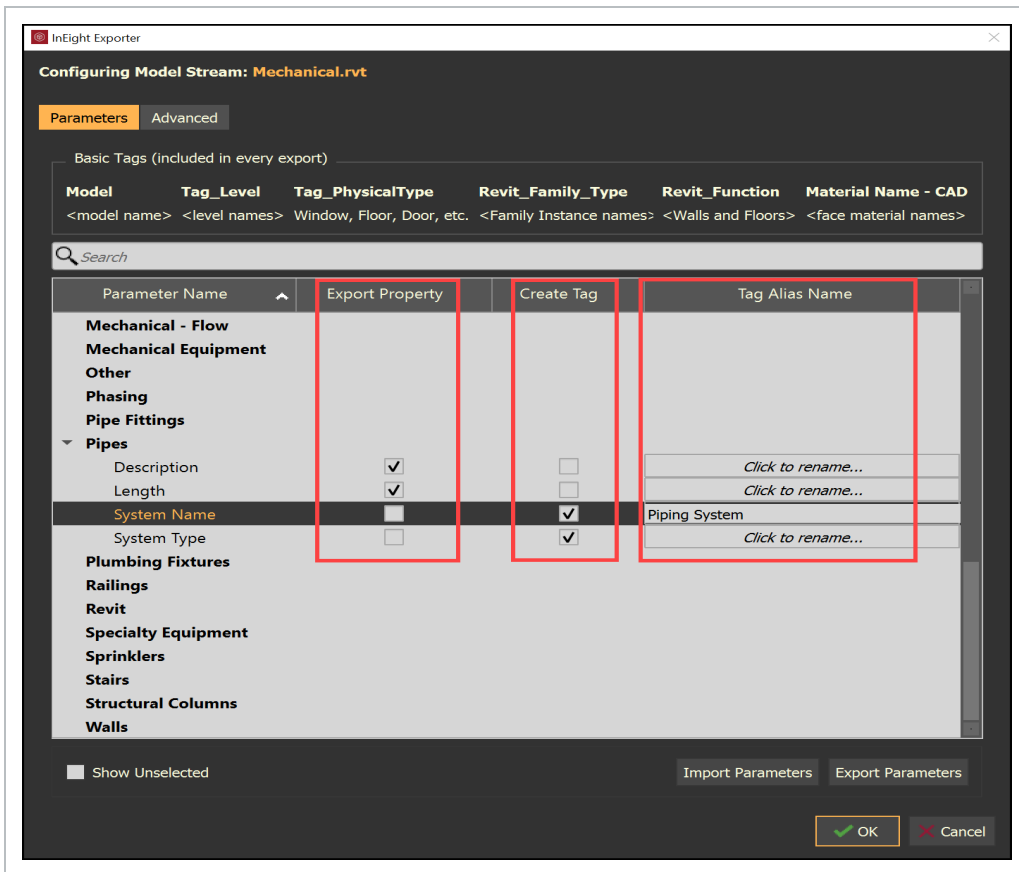 InEight Exporter
Configuring Model Stream: Mechanical.rvt
Parameters Advanced
Basic Tags (included in every export)
Model Tag_Level Tag_PhysicalType Revit_Family_Type Revit_Function Material Name - CAD
<model name> <level names> Window, Floor, Door, etc. <Family Instance names> <Walls and Floors> <face material names>
Search
Parameter Name Export Property Create Tag Tag Alias Name
Mechanical - Flow
Mechanical Equipment
Other
Phasing
Pipe Fittings
Pipes
Description Click to rename...
Length Click to rename...
System Name Piping System
System Type Click to rename...
Plumbing Fixtures
Railings
Revit
Specialty Equipment
Sprinklers
Stairs
Structural Columns
Walls
Show Unselected Import Parameters Export Parameters
OK Cancel